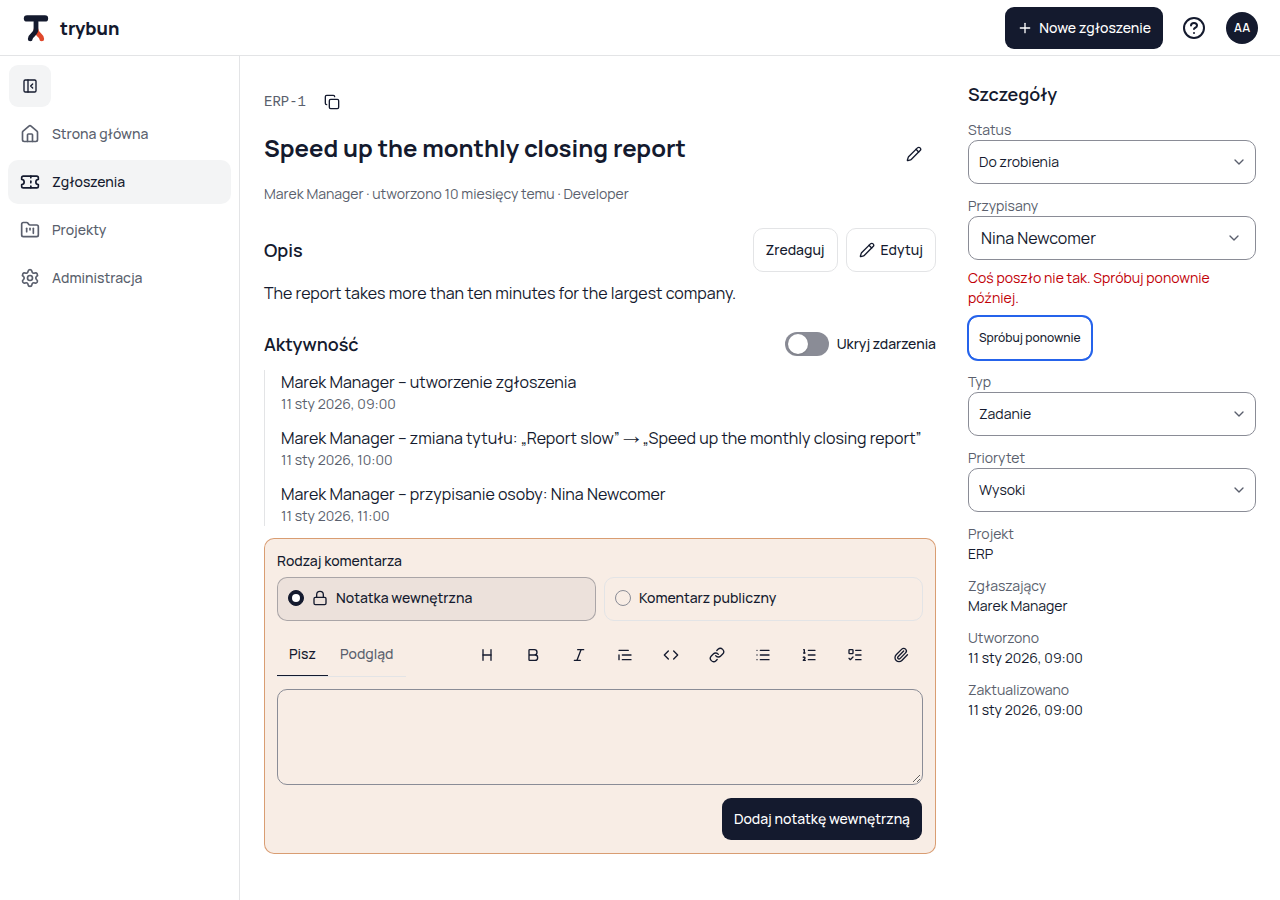 trybun
Nowe zgłoszenie
AA
Strona główna
Zgłoszenia
Projekty
Administracja
ERP-1
Speed up the monthly closing report
Marek Manager · utworzono 10 miesięcy temu · Developer
Opis
Zredaguj
Edytuj
The report takes more than ten minutes for the largest company.
Aktywność
Ukryj zdarzenia
Marek Manager – utworzenie zgłoszenia
11 sty 2026, 09:00
Marek Manager – zmiana tytułu: „Report slow” → „Speed up the monthly closing report”
11 sty 2026, 10:00
Marek Manager – przypisanie osoby: Nina Newcomer
11 sty 2026, 11:00
Rodzaj komentarza
Notatka wewnętrzna
Komentarz publiczny
Pisz
Podgląd
Dodaj notatkę wewnętrzną
Szczegóły
Status
Do zrobienia
Przypisany
Nina Newcomer
Coś poszło nie tak. Spróbuj ponownie
później.
Spróbuj ponownie
Typ
Zadanie
Priorytet
Wysoki
Projekt
ERP
Zgłaszający
Marek Manager
Utworzono
11 sty 2026, 09:00
Zaktualizowano
11 sty 2026, 09:00